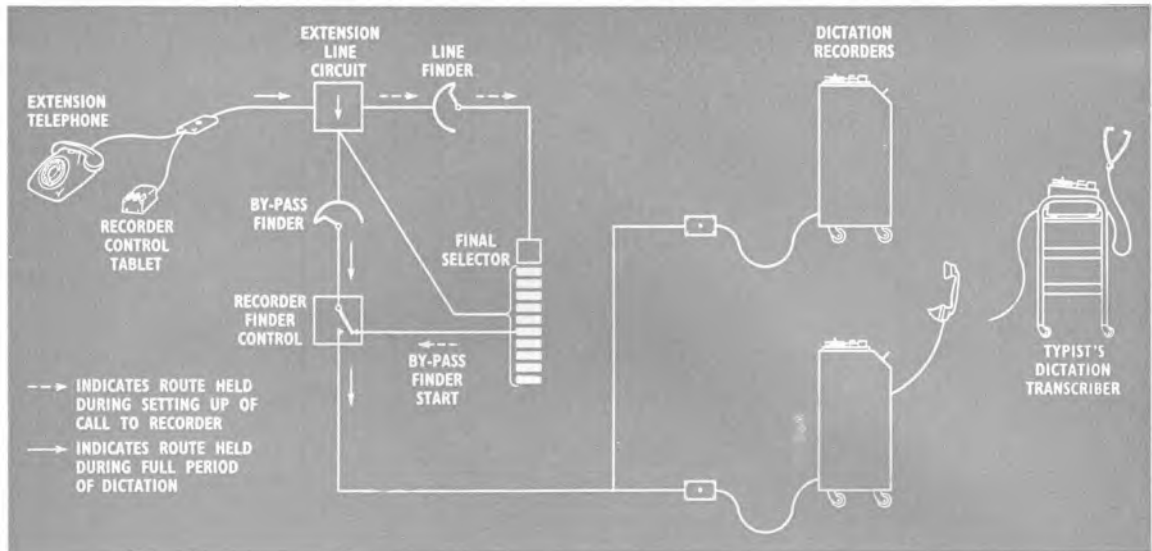 EXTENSION
LINE
CIRCUIT
LINE
FINDER
DICTATION
RECORDERS
EXTENSION
TELEPHONE
RECORDER
CONTROL
TABLET
BY-PASS
FINDER
FINAL
SELECTOR
RECORDER
FINDER
CONTROL
BY-PASS
FINDER
START
TYPIST'S
DICTATION
TRANSCRIBER
INDICATES ROUTE HELD
DURING SETTING UP OF
CALL TO RECORDER
INDICATES ROUTE HELD
DURING FULL PERIOD
OF DICTATION